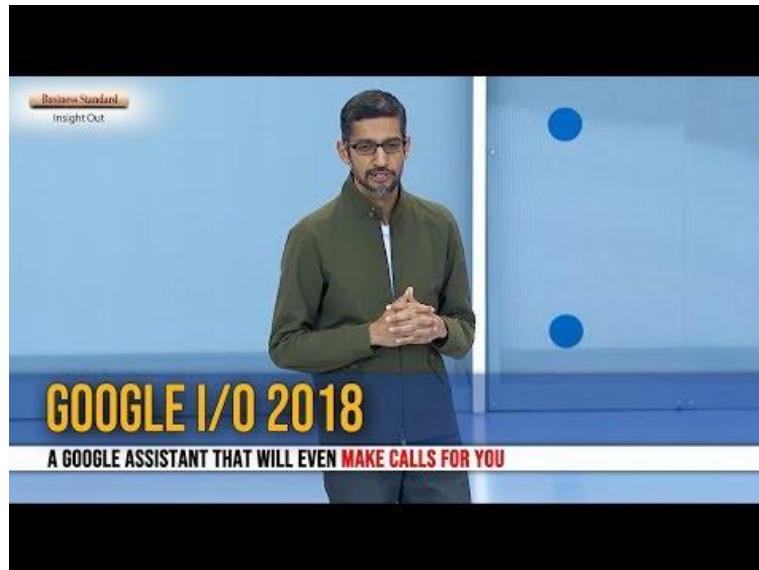 Business Standard
Insight Out
GOOGLE I/O 2018
A GOOGLE ASSISTANT THAT WILL EVEN MAKE CALLS FOR YOU